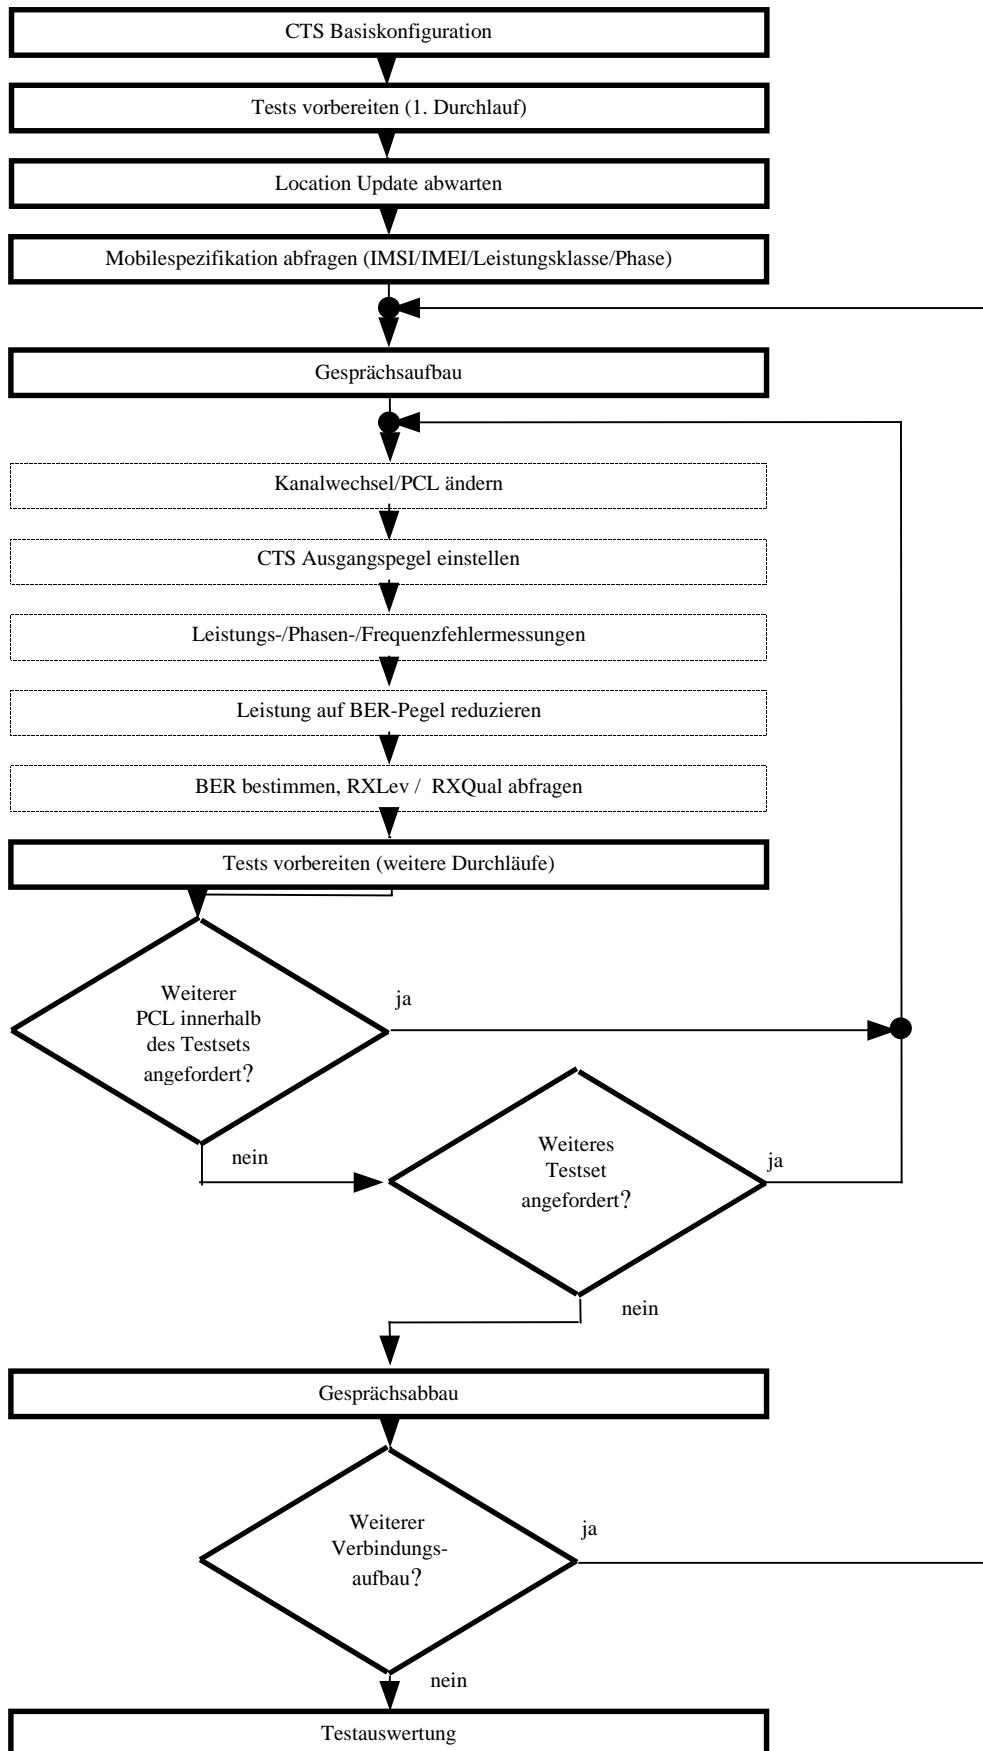 CTS Basiskonfiguration
Tests vorbereiten (1. Durchlauf)
Location Update abwarten
Mobilespezifikation abfragen (IMSI/IMEI/Leistungsklasse/Phase)
Gesprächsaufbau
Kanalwechsel/PCL ändern
CTS Ausgangspegel einstellen
Leistungs-/Phasen-/Frequenzfehlermessungen
Leistung auf BER-Pegel reduzieren
BER bestimmen, RXLev / RXQual abfragen
Tests vorbereiten (weitere Durchläufe)
Weiterer
PCL innerhalb
des Testsets
angefordert?
ja
nein
Weiteres
Testset
angefordert?
ja
nein
Gesprächsabbau
Weiterer
Verbindungs-
aufbau?
ja
nein
Testauswertung